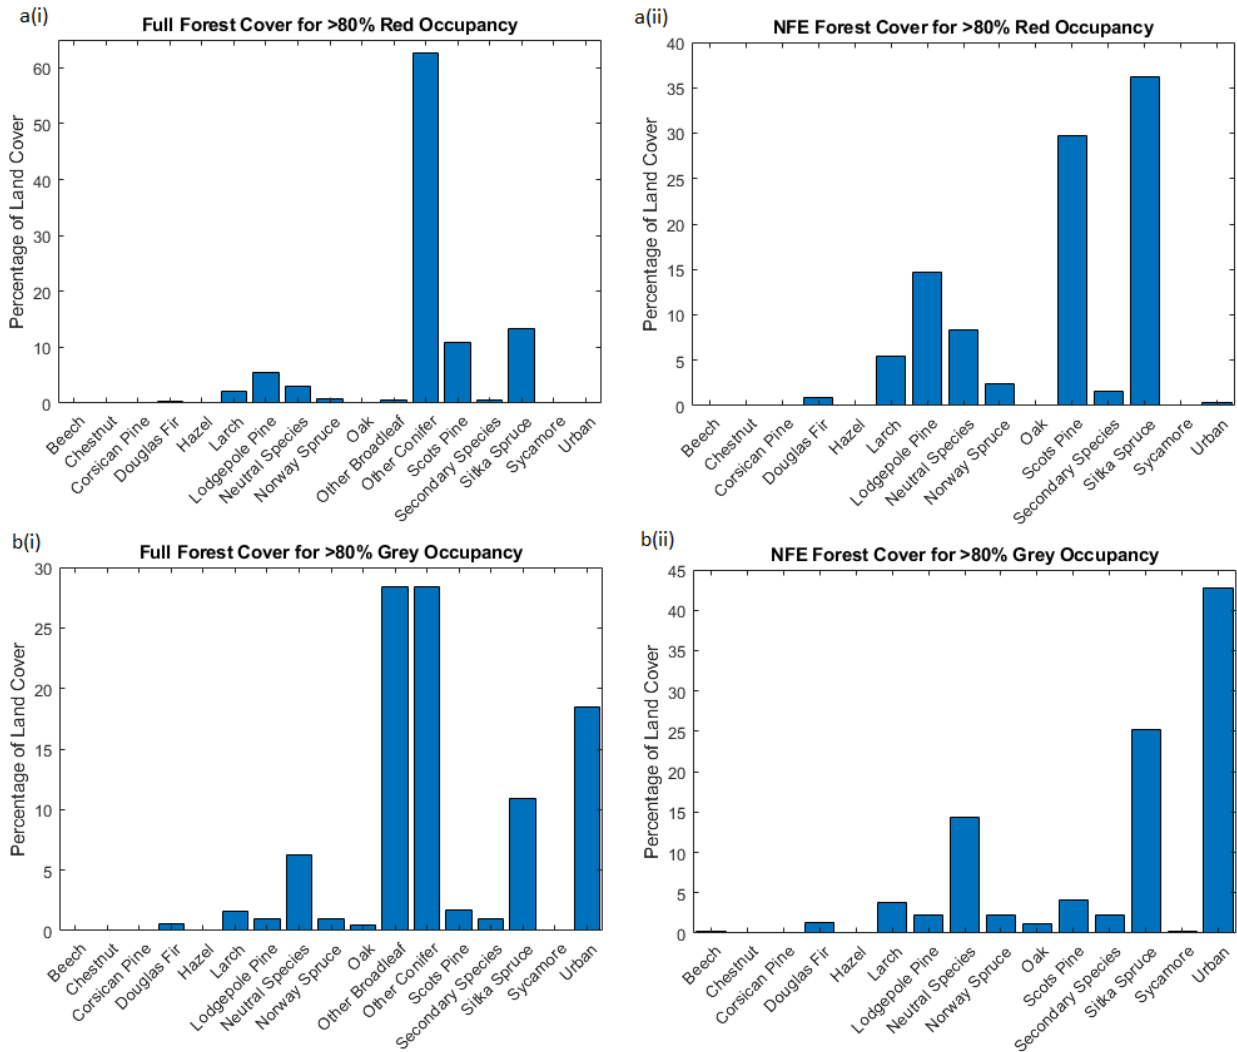 a(i)
Full Forest Cover for >80% Red Occupancy
Percentage of Land Cover
60
50
40
30
20
10
0
Beech
Chestnut
Corsican Pine
Douglas Fir
Hazel
Larch
Lodgepole Pine
Neutral Species
Norway Spruce
Oak
Other Broadleaf
Other Conifer
Scots Pine
Secondary Species
Sitka Spruce
Sycamore
Urban
a(ii)
NFE Forest Cover for >80% Red Occupancy
Percentage of Land Cover
40
35
30
25
20
15
10
5
0
Beech
Chestnut
Corsican Pine
Douglas Fir
Hazel
Larch
Lodgepole Pine
Neutral Species
Norway Spruce
Oak
Scots Pine
Secondary Species
Sitka Spruce
Sycamore
Urban
b(i)
Full Forest Cover for >80% Grey Occupancy
Percentage of Land Cover
30
25
20
15
10
5
0
Beech
Chestnut
Corsican Pine
Douglas Fir
Hazel
Larch
Lodgepole Pine
Neutral Species
Norway Spruce
Oak
Other Broadleaf
Other Conifer
Scots Pine
Secondary Species
Sitka Spruce
Sycamore
Urban
b(ii)
NFE Forest Cover for >80% Grey Occupancy
Percentage of Land Cover
45
40
35
30
25
20
15
10
5
0
Beech
Chestnut
Corsican Pine
Douglas Fir
Hazel
Larch
Lodgepole Pine
Neutral Species
Norway Spruce
Oak
Scots Pine
Secondary Species
Sitka Spruce
Sycamore
Urban